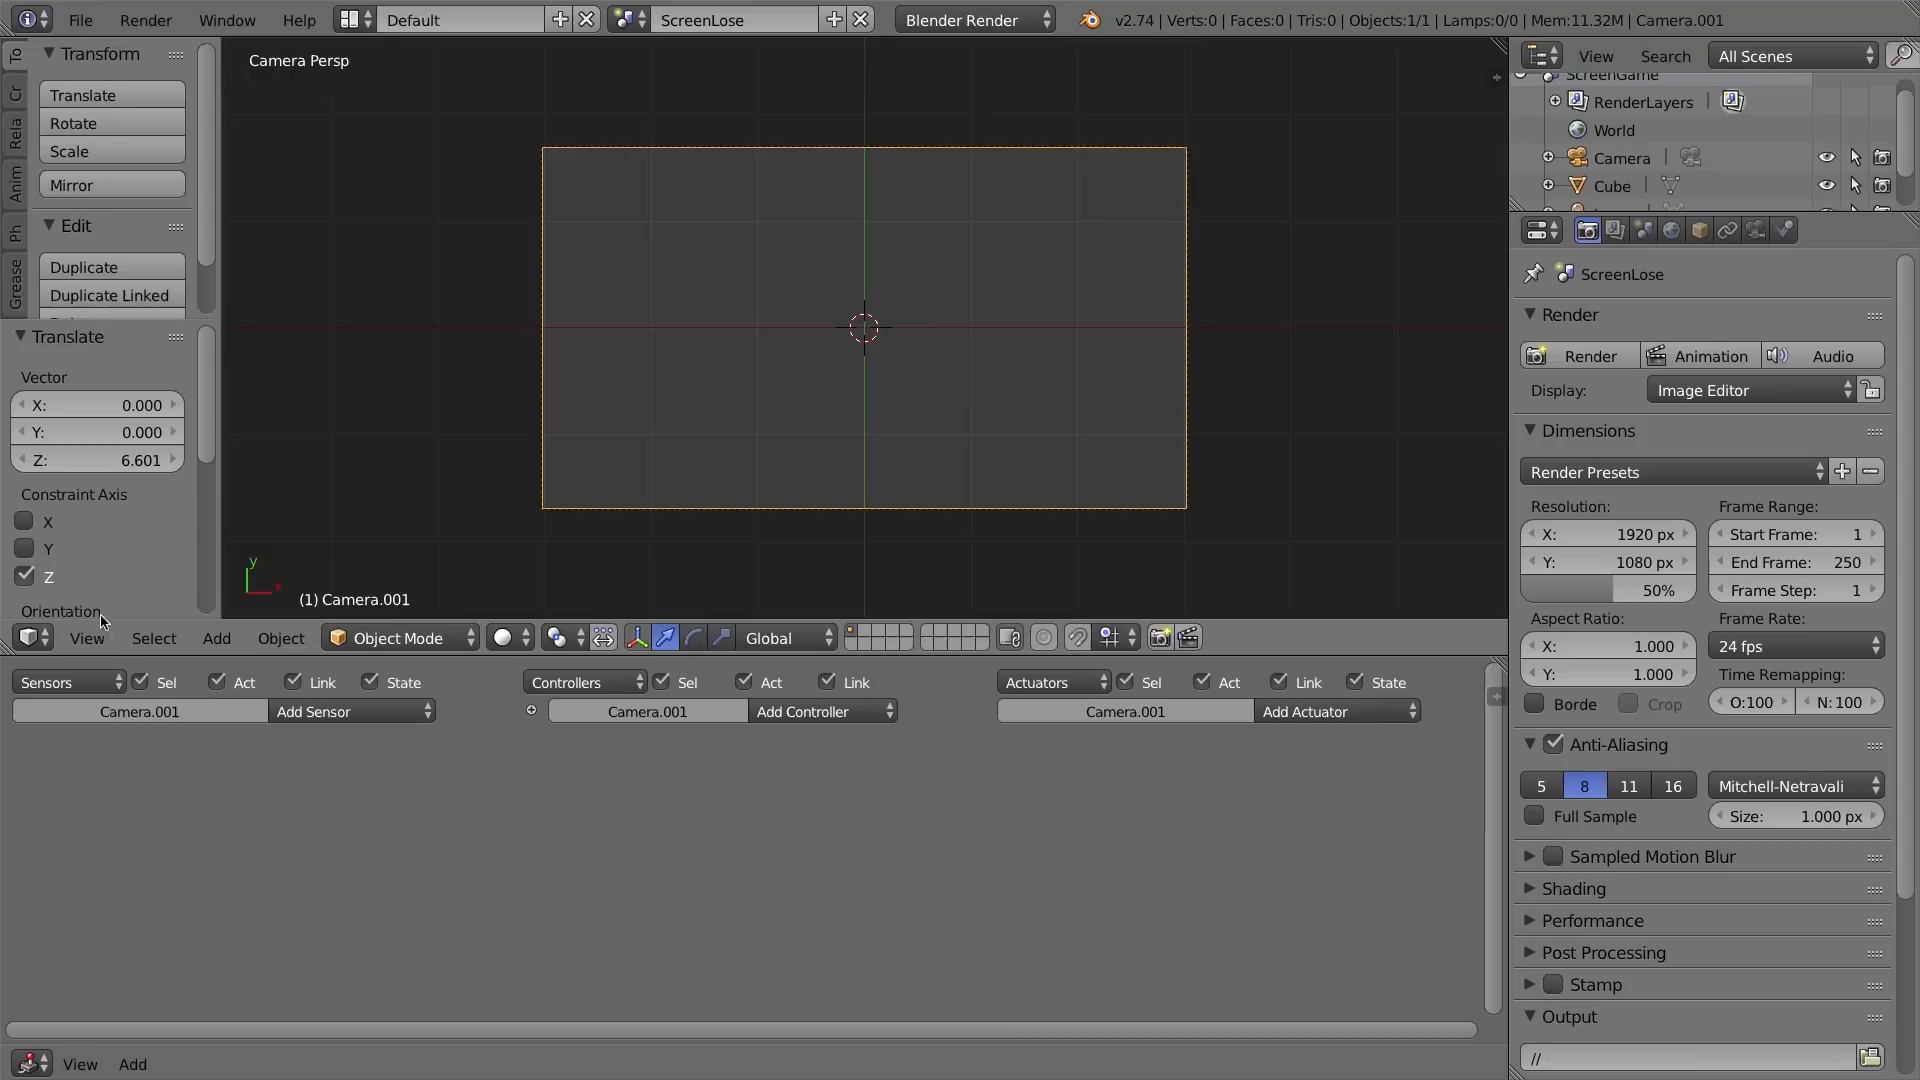 File Render Window Help Default ScreenLose Blender Render v2.74 | Verts:0 | Faces:0 | Tris:0 | Objects:1/1 | Lamps:0/0 | Mem:11.32M | Camera.001
To
Cr
Rela
Anim
Ph
Grease
Transform
Translate
Rotate
Scale
Mirror
Edit
Duplicate
Duplicate Linked
Translate
Vector
X: 0.000
Y: 0.000
Z: 6.601
Constraint Axis
X
Y
Z
Orientation
Camera Persp
y
(1) Camera.001
View Select Add Object Object Mode Global
Sensors Sel Act Link State Controllers Sel Act Link Actuators Sel Act Link State
Camera.001 Add Sensor Camera.001 Add Controller Camera.001 Add Actuator
View Add
View Search All Scenes
ScreenGame
RenderLayers
World
Camera
Cube
ScreenLose
Render
Render Animation Audio
Display: Image Editor
Dimensions
Render Presets
Resolution: Frame Range:
X: 1920 px Start Frame: 1
Y: 1080 px End Frame: 250
50% Frame Step: 1
Aspect Ratio: Frame Rate:
X: 1.000 24 fps
Y: 1.000 Time Remapping:
Borde Crop O:100 N: 100
Anti-Aliasing
5 8 11 16 Mitchell-Netravali
Full Sample Size: 1.000 px
Sampled Motion Blur
Shading
Performance
Post Processing
Stamp
Output
//